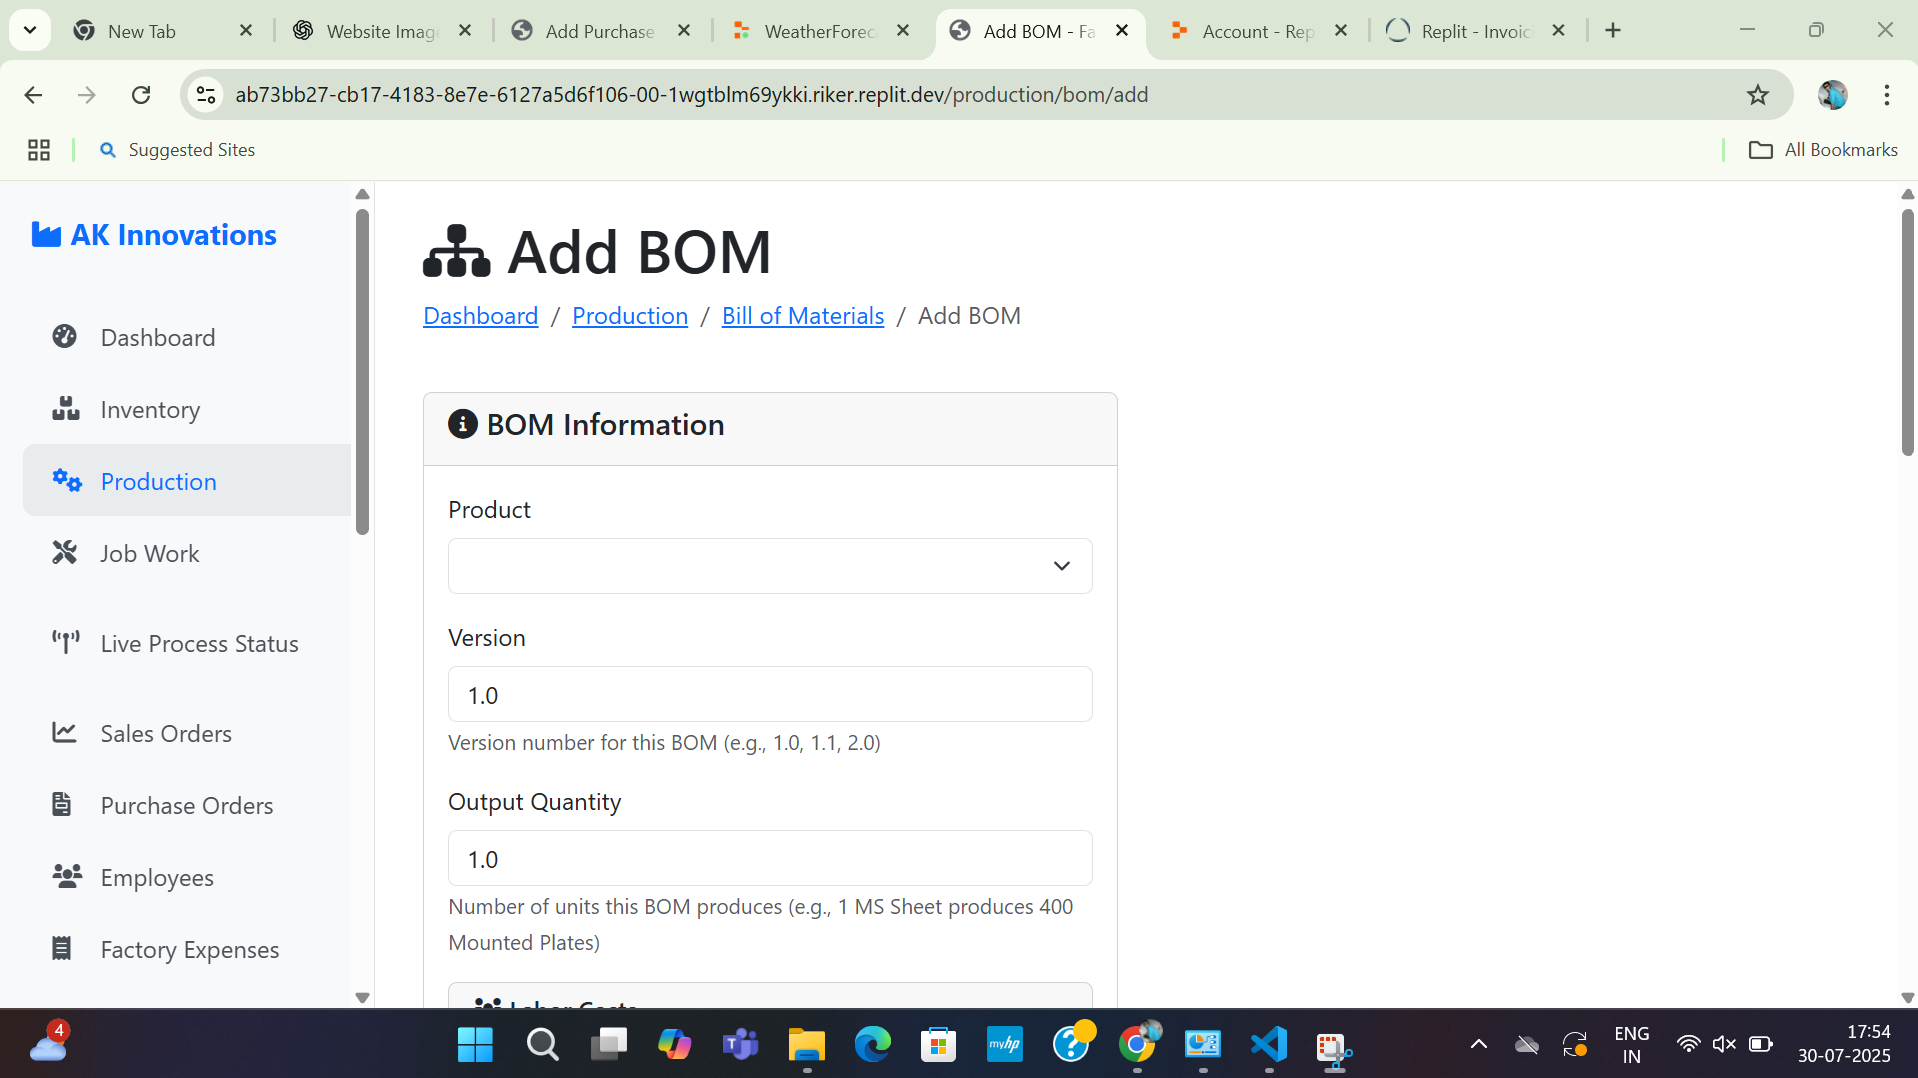 New Tab
Website Imag
Add Purchase
WeatherForec
Add BOM - Fa
Account - Rep
Replit - Invoic
ab73bb27-cb17-4183-8e7e-6127a5d6f106-00-1wgtblm69ykki.riker.replit.dev/production/bom/add
Suggested Sites
All Bookmarks
AK Innovations
Dashboard
Inventory
Production
Job Work
Live Process Status
Sales Orders
Purchase Orders
Employees
Factory Expenses
Add BOM
Dashboard / Production / Bill of Materials / Add BOM
BOM Information
Product
Version
1.0
Version number for this BOM (e.g., 1.0, 1.1, 2.0)
Output Quantity
1.0
Number of units this BOM produces (e.g., 1 MS Sheet produces 400
Mounted Plates)
Labor Costs
4
myhp
ENG
IN
17:54
30-07-2025